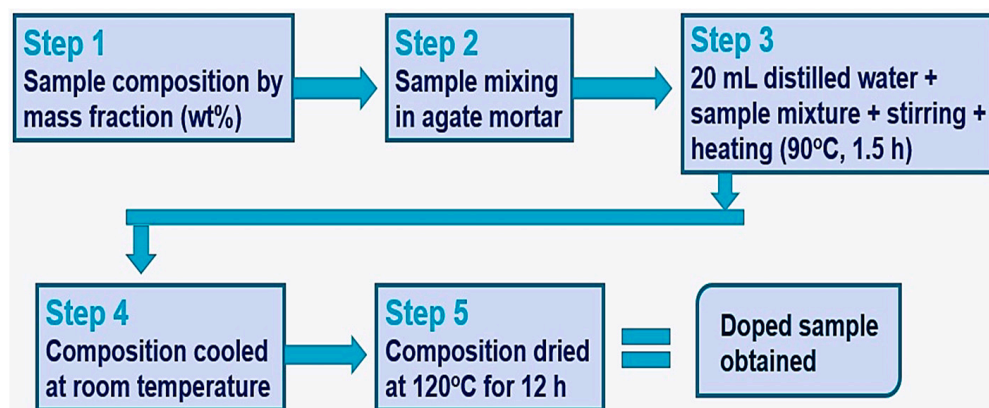 Step 1
Sample composition by
mass fraction (wt%)
Step 2
Sample mixing
in agate mortar
Step 3
20 mL distilled water +
sample mixture + stirring +
heating (90°C, 1.5 h)
Step 4
Composition cooled
at room temperature
Step 5
Composition dried
at 120°C for 12 h
Doped sample
obtained